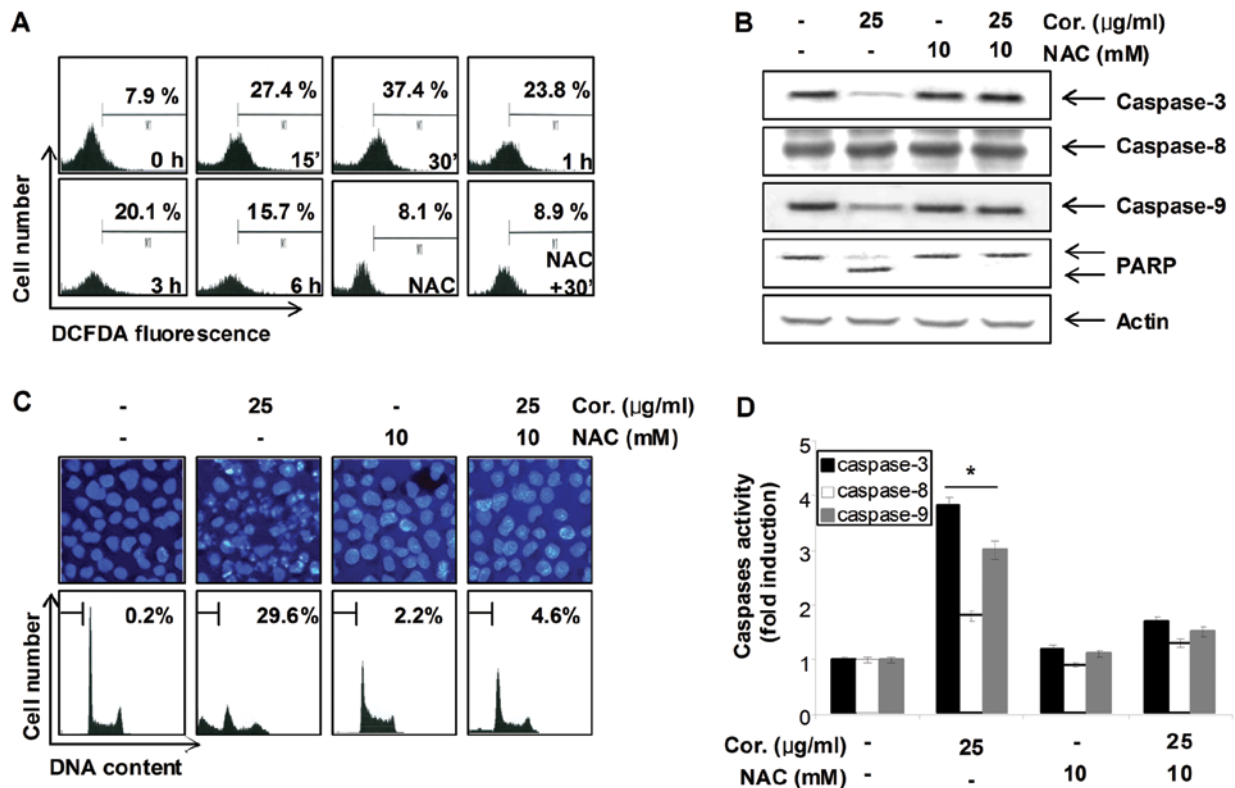 A
7.9 % 27.4 % 37.4 % 23.8 %
0 h 15' 30' 1 h
20.1 % 15.7 % 8.1 % 8.9 %
3 h 6 h NAC NAC +30'
Cell number
DCFDA fluorescence
B
- 25 - 25 Cor. (μg/ml)
- - 10 10 NAC (mM)
Caspase-3
Caspase-8
Caspase-9
PARP
Actin
C
- 25 - 25 Cor. (μg/ml)
- - 10 10 NAC (mM)
0.2% 29.6% 2.2% 4.6%
Cell number
DNA content
D
Caspases activity
(fold induction)
5
4
3
2
1
0
caspase-3
caspase-8
caspase-9
*
Cor. (μg/ml) - 25 - 25
NAC (mM) - - 10 10